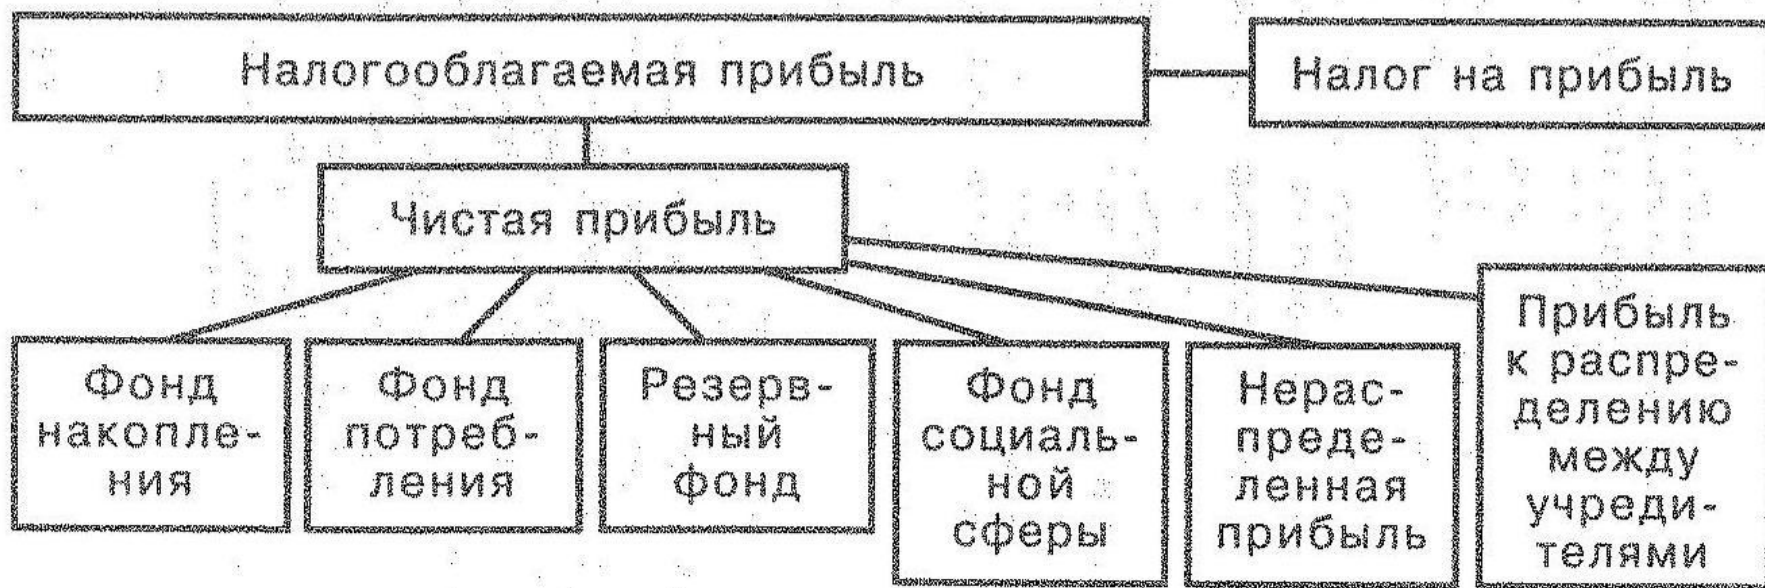 Налогооблагаемая прибыль
Налог на прибыль
Чистая прибыль
Фонд
накопле-
ния
Фонд
потреб-
ления
Резерв-
ный
фонд
Фонд
социаль-
ной
сферы
Нерас-
преде-
ленная
прибыль
Прибыль
к распре-
делению
между
учреди-
телями